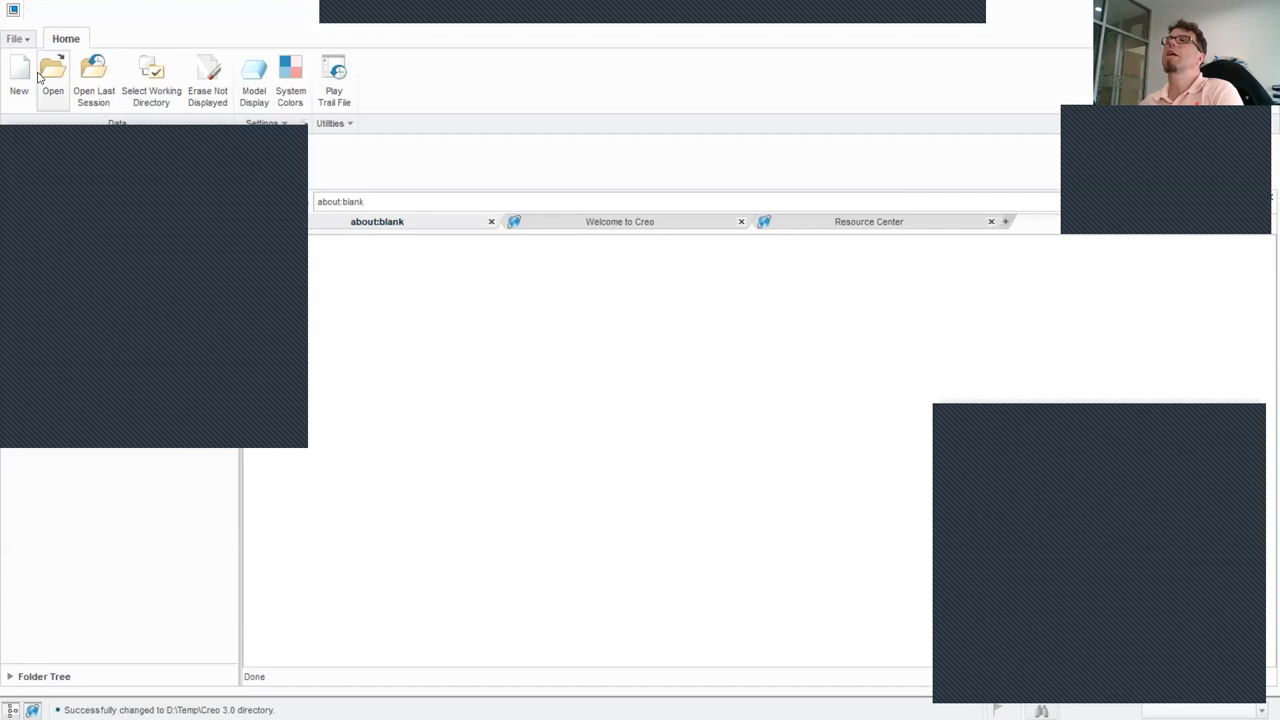 File
Home
New
Open
Open Last Session
Select Working Directory
Erase Not Displayed
Model Display
System Colors
Play Trail File
Settings
Utilities
about:blank
about:blank
Welcome to Creo
Resource Center
Folder Tree
Done
• Successfully changed to D:\Temp\Creo 3.0 directory.